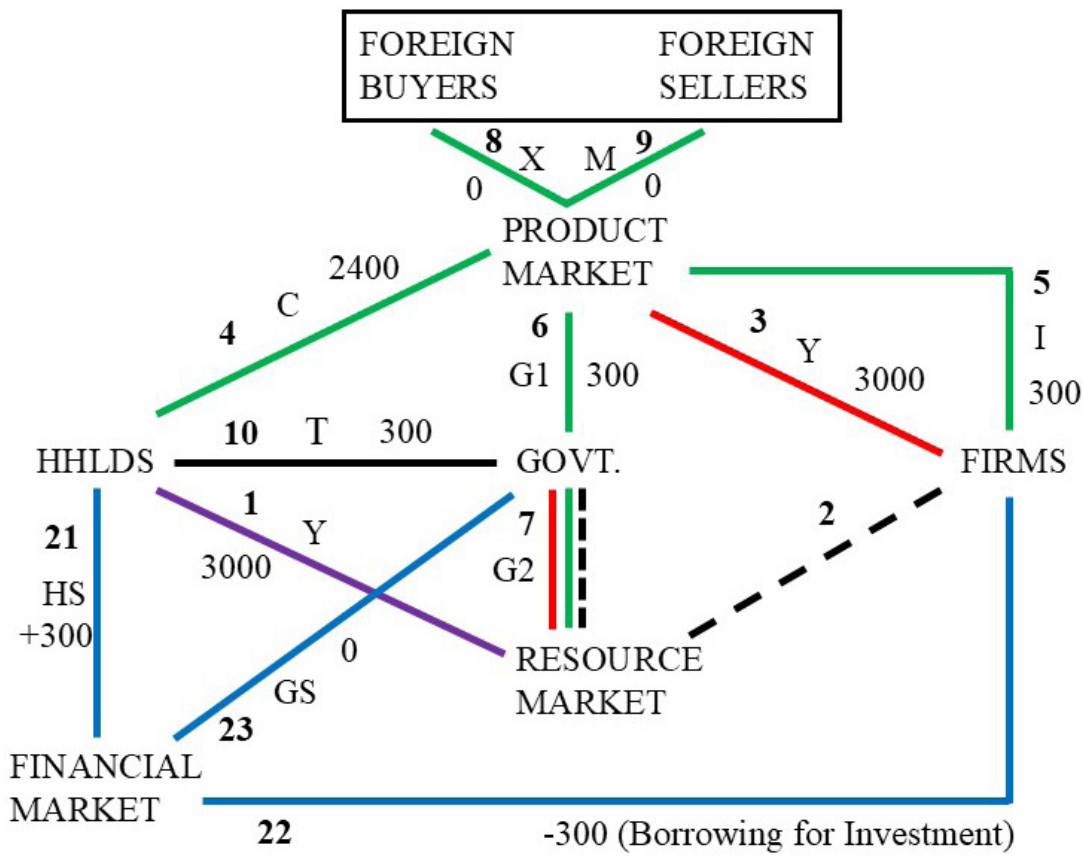 FOREIGN BUYERS
FOREIGN SELLERS
8 X M 9
0 0
PRODUCT MARKET
2400
C
4
6
G1 300
3
Y
3000
5
I
300
10 T 300
HHLDS
GOVT.
FIRMS
1
Y
3000
7
G2
2
21
HS
+300
0
GS
23
RESOURCE MARKET
FINANCIAL MARKET
22
-300 (Borrowing for Investment)